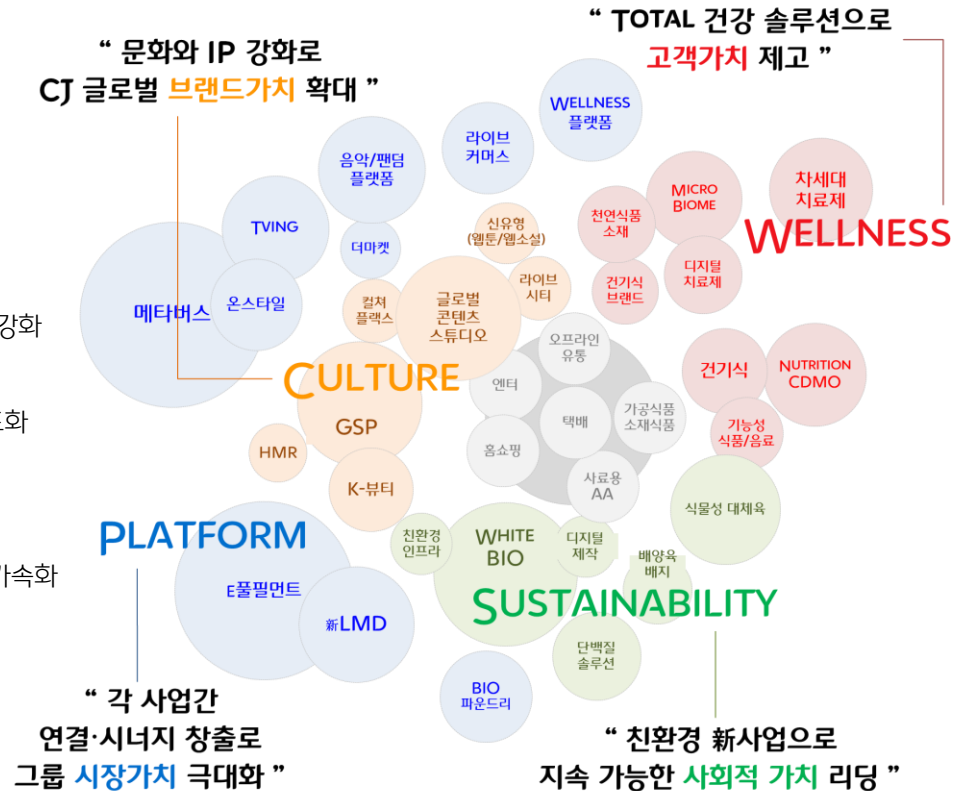 “ TOTAL 건강 솔루션으로
고객가치 제고 ”
“ 문화와 IP 강화로
CJ 글로벌 브랜드가치 확대 ”
WELLNESS
플랫폼
라이브
커머스
음악/팬덤
플랫폼
MICRO
BIOME
차세대
치료제
천연식품
소재
신유형
(웹툰/웹소설)
TVING
더마켓
WELLNESS
디지털
치료제
건기식
브랜드
라이브
시티
메타버스
온스타일
컬쳐
플랙스
글로벌
콘텐츠
스튜디오
강화
오프라인
유통
건기식
NUTRITION
CDMO
CULTURE
엔터
GSP
택배
가공식품
소재식품
기능성
식품/음료
HMR
홈쇼핑
K-뷰티
사료용
AA
식물성 대체육
PLATFORM
친환경
인프라
WHITE
BIO
디지털
제작
배양육
배지
가속화
E풀필먼트
SUSTAINABILITY
新LMD
단백질
솔루션
BIO
파운드리
“ 각 사업간
연결·시너지 창출로
그룹 시장가치 극대화 ”
“ 친환경 新사업으로
지속 가능한 사회적 가치 리딩 ”